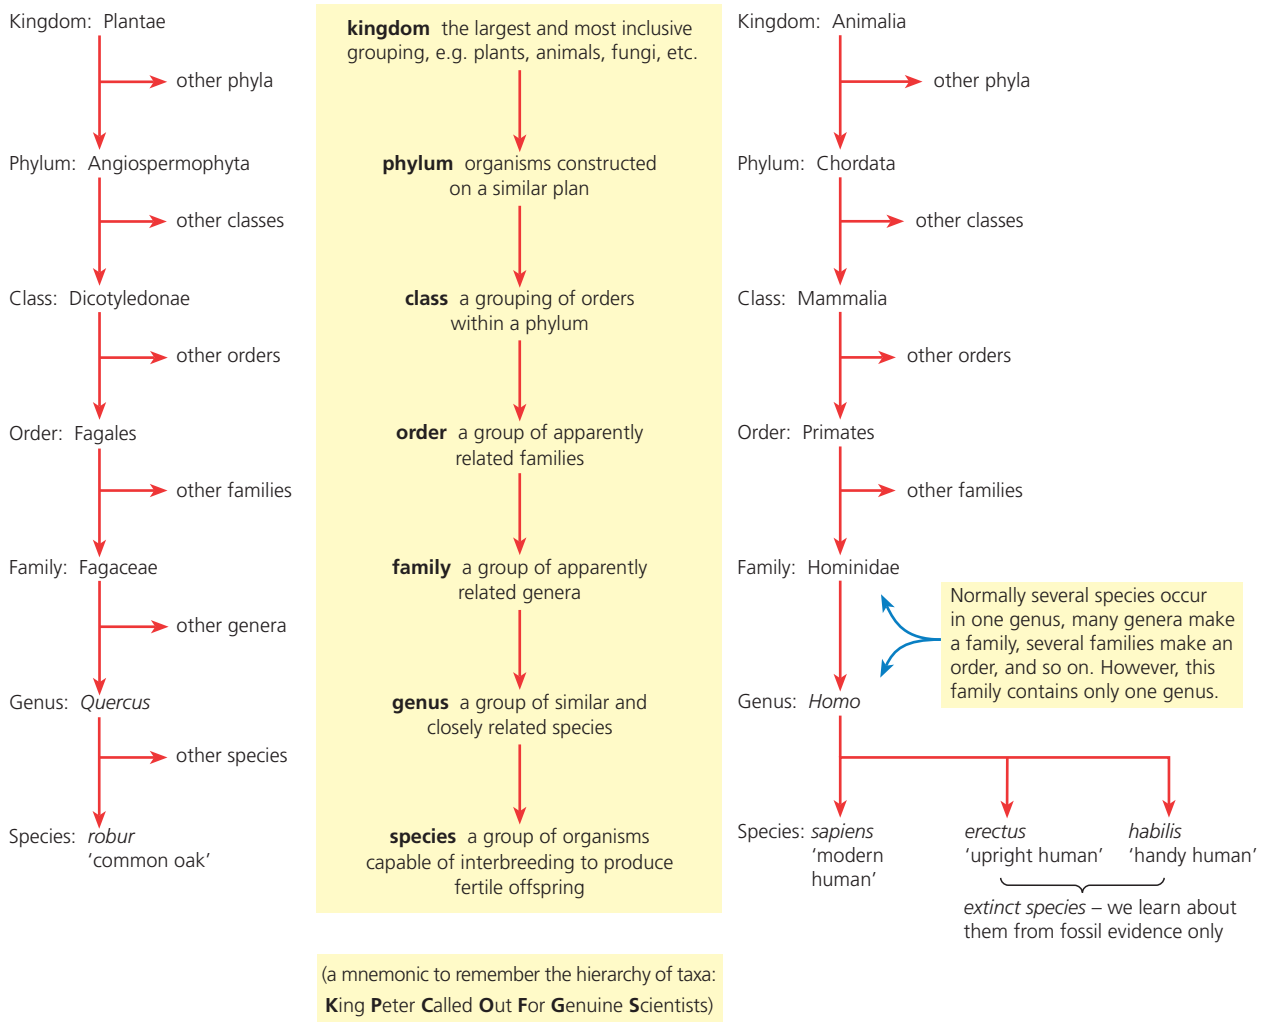 Kingdom: Plantae
other phyla
Phylum: Angiospermophyta
other classes
Class: Dicotyledonae
other orders
Order: Fagales
other families
Family: Fagaceae
other genera
Genus: Quercus
other species
Species: robur
'common oak'
kingdom the largest and most inclusive
grouping, e.g. plants, animals, fungi, etc.
phylum organisms constructed
on a similar plan
class a grouping of orders
within a phylum
order a group of apparently
related families
family a group of apparently
related genera
genus a group of similar and
closely related species
species a group of organisms
capable of interbreeding to produce
fertile offspring
(a mnemonic to remember the hierarchy of taxa:
King Peter Called Out For Genuine Scientists)
Kingdom: Animalia
other phyla
Phylum: Chordata
other classes
Class: Mammalia
other orders
Order: Primates
other families
Family: Hominidae
Normally several species occur
in one genus, many genera make
a family, several families make an
order, and so on. However, this
family contains only one genus.
Genus: Homo
Species: sapiens
'modern
human'
erectus
'upright human'
habilis
'handy human'
extinct species – we learn about
them from fossil evidence only